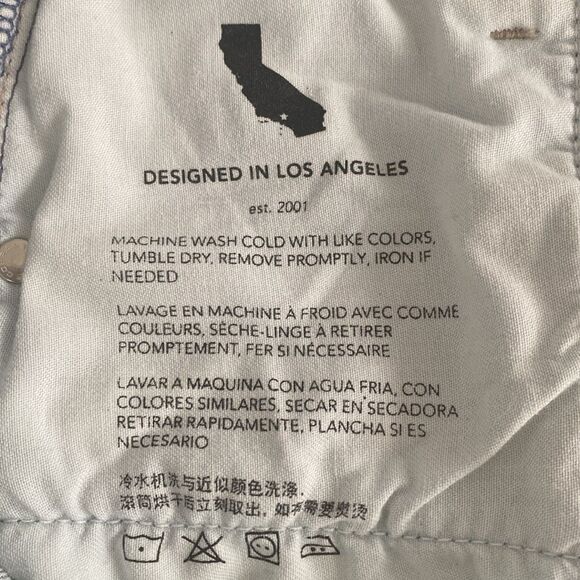 DESIGNED IN LOS ANGELES
est. 2001
MACHINE WASH COLD WITH LIKE COLORS,
TUMBLE DRY, REMOVE PROMPTLY, IRON IF
NEEDED
LAVAGE EN MACHINE À FROID AVEC COMME
COULEURS, SÈCHE-LINGE À RETIRER
PROMPTEMENT, FER SI NÉCESSAIRE
LAVAR A MAQUINA CON AGUA FRIA, CON
COLORES SIMILARES, SECAR EN SECADORA
RETIRAR RAPIDAMENTE, PLANCHA SI ES
NECESARIO
冷水机洗与近似颜色洗涤.
滚筒烘干后立刻取出, 如不需要熨烫